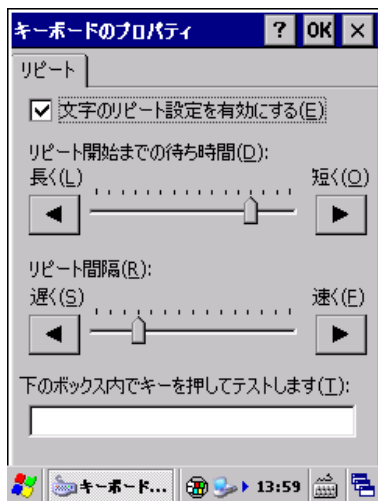 キーボードのプロパティ ? OK ×
リピート
文字のリピート設定を有効にする(E)
リピート開始までの待ち時間(D):
長く(L) 短く(O)
リピート間隔(R):
遅く(S) 速く(F)
下のボックス内でキーを押してテストします(T):
キーボード... 13:59